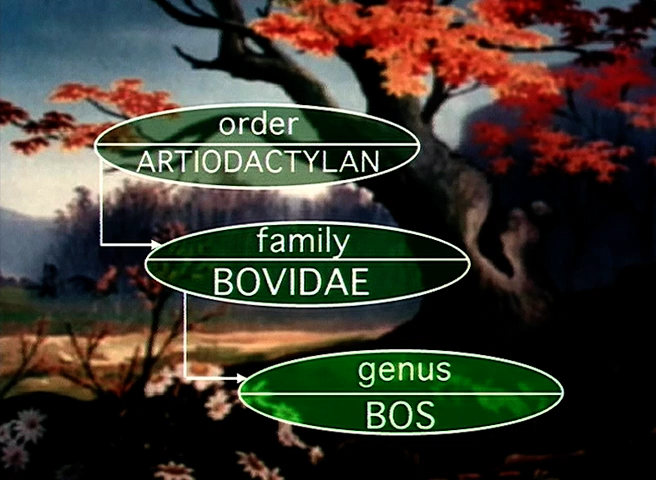 order
ARTIODACTYLAN
family
BOVIDAE
genus
BOS